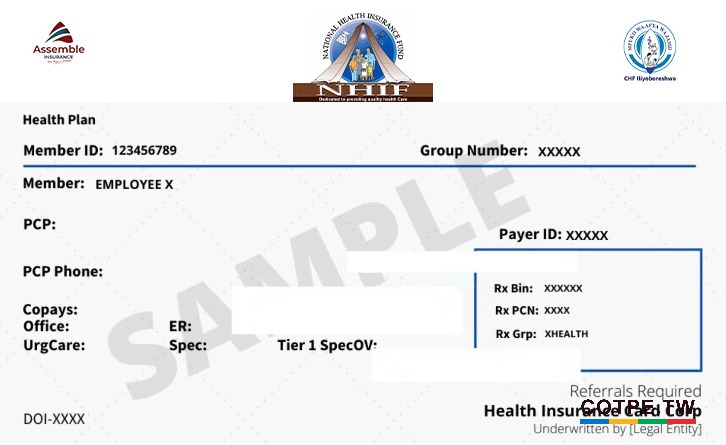 Assemble
INSURANCE
NATIONAL HEALTH INSURANCE FUND
NHIF
Dedicated to providing quality health Care
MFUKO WA AFYA WA JAMII
CHF Iliyoboreshwa
Health Plan
Member ID: 123456789
Group Number: XXXXX
Member: EMPLOYEE X
PCP:
Payer ID: XXXXX
PCP Phone:
Rx Bin: XXXXXX
Rx PCN: XXXX
Rx Grp: XHEALTH
Copays:
Office: ER:
UrgCare: Spec: Tier 1 SpecOV:
SAMPLE
Referrals Required
Health Insurance Card Corp
COTPE.TW
DOI-XXXX
Underwritten by [Legal Entity]